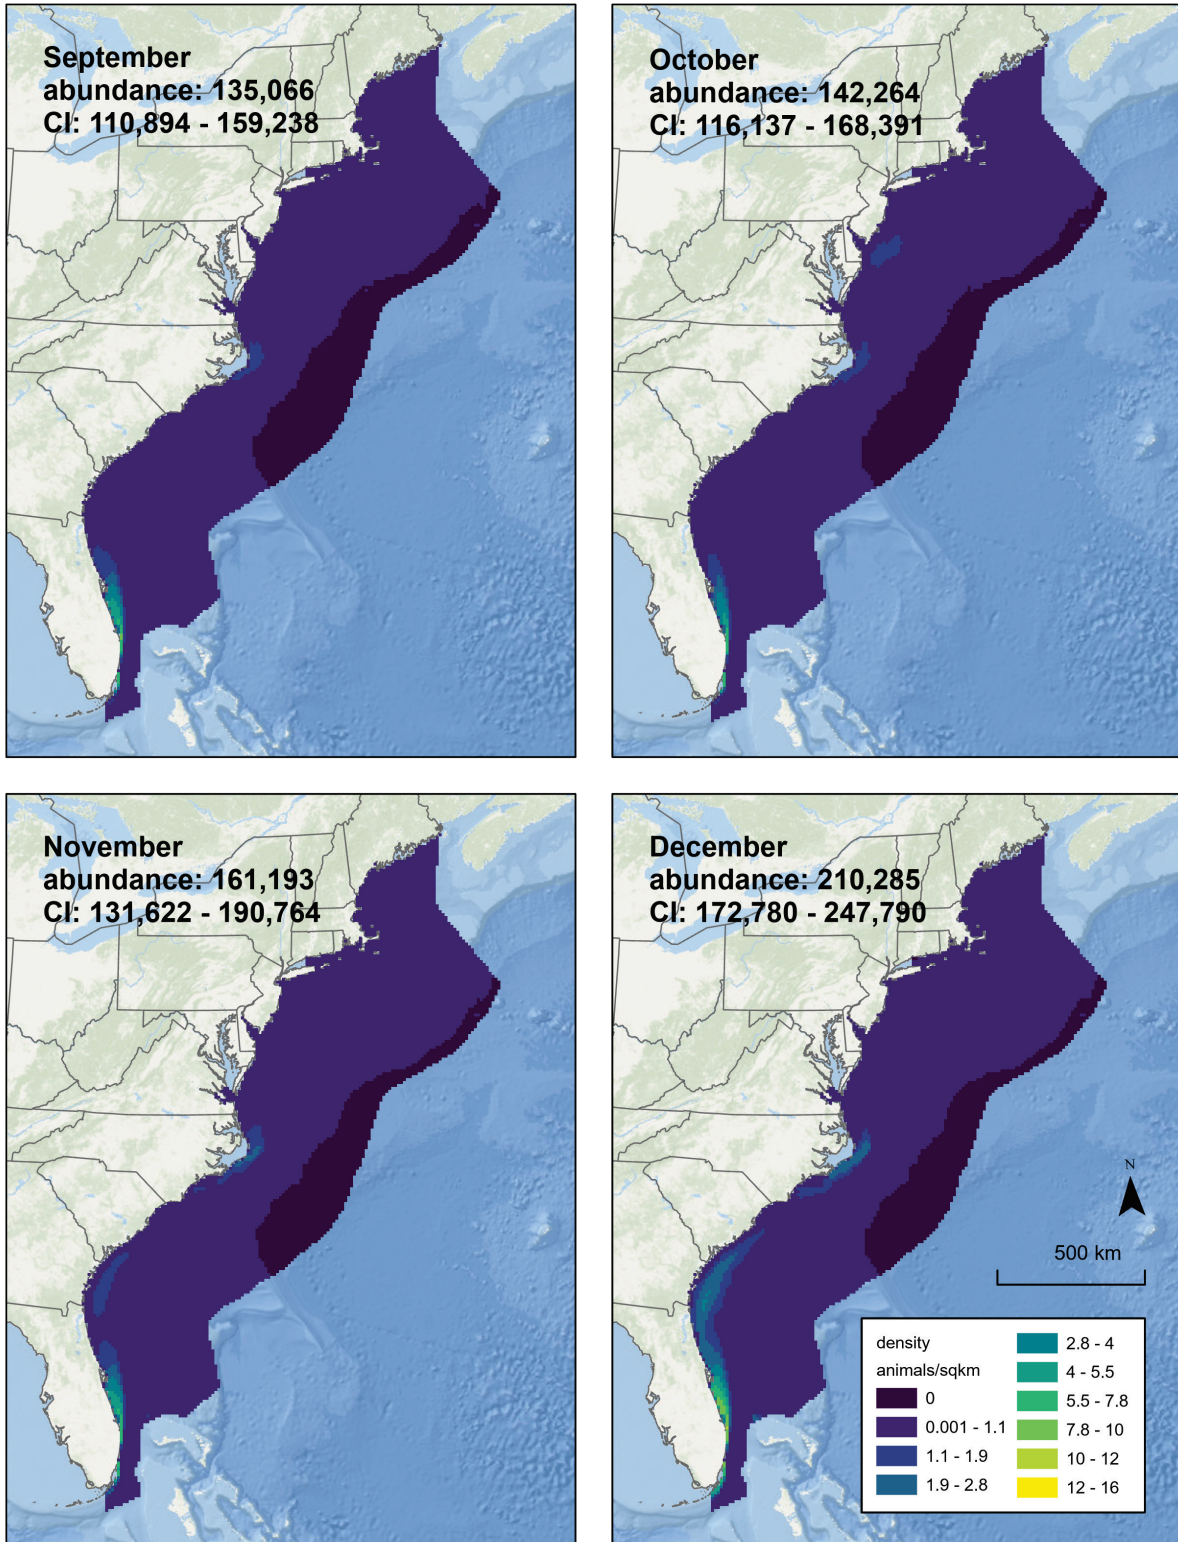 September
abundance: 135,066
CI: 110,894 - 159,238
October
abundance: 142,264
CI: 116,137 - 168,391
November
abundance: 161,193
CI: 131,622 - 190,764
December
abundance: 210,285
CI: 172,780 - 247,790
N
500 km
density
animals/sqkm
0
0.001 - 1.1
1.1 - 1.9
1.9 - 2.8
2.8 - 4
4 - 5.5
5.5 - 7.8
7.8 - 10
10 - 12
12 - 16